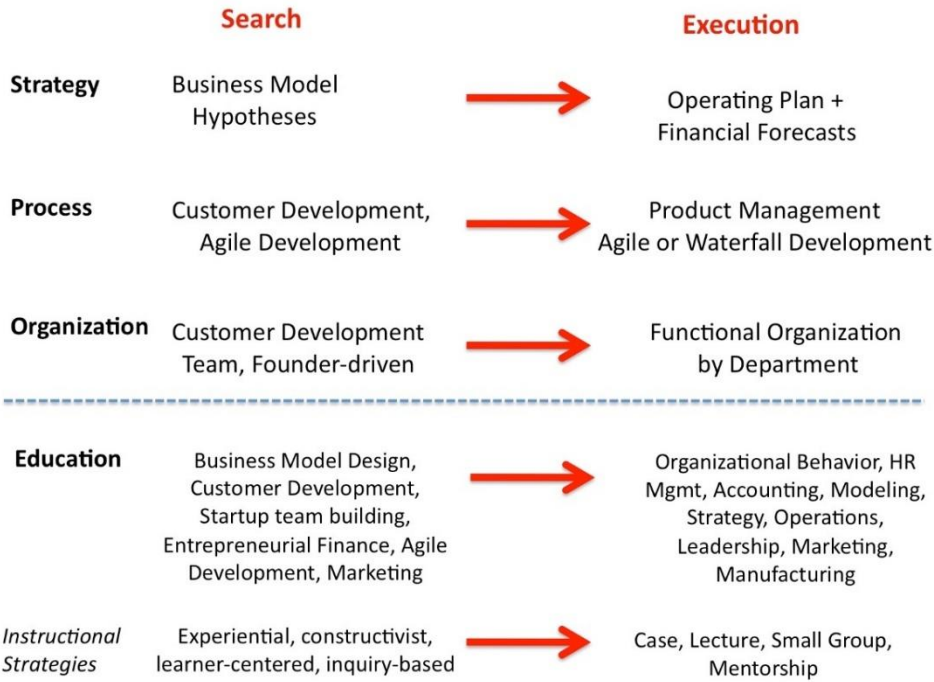 Search
Execution
Strategy
Business Model
Hypotheses
Operating Plan +
Financial Forecasts
Process
Customer Development,
Agile Development
Product Management
Agile or Waterfall Development
Organization
Customer Development
Team, Founder-driven
Functional Organization
by Department
Education
Business Model Design,
Customer Development,
Startup team building,
Entrepreneurial Finance, Agile
Development, Marketing
Organizational Behavior, HR
Mgmt, Accounting, Modeling,
Strategy, Operations,
Leadership, Marketing,
Manufacturing
Instructional
Strategies
Experiential, constructivist,
learner-centered, inquiry-based
Case, Lecture, Small Group,
Mentorship